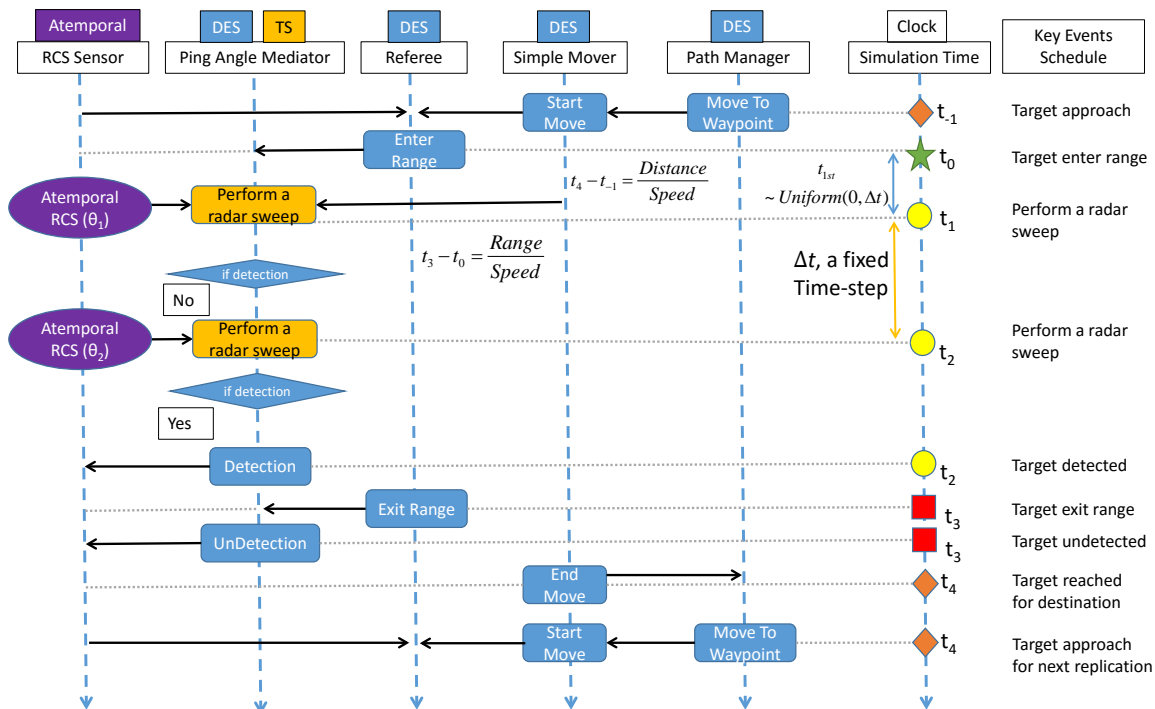 Atemporal
DES
TS
DES
DES
DES
Clock
Key Events
Schedule
RCS Sensor
Ping Angle Mediator
Referee
Simple Mover
Path Manager
Simulation Time
Start
Move
Move To
Waypoint
t-1
Target approach
Enter
Range
t0
Target enter range
t4 − t−1 = Distance / Speed
t1st
~ Uniform(0, Δt)
Atemporal
RCS (θ1)
Perform a
radar sweep
t1
Perform a radar
sweep
t3 − t0 = Range / Speed
Δt, a fixed
Time-step
if detection
No
Atemporal
RCS (θ2)
Perform a
radar sweep
t2
Perform a radar
sweep
if detection
Yes
Detection
t2
Target detected
Exit Range
t3
Target exit range
UnDetection
t3
Target undetected
End
Move
t4
Target reached
for destination
Start
Move
Move To
Waypoint
t4
Target approach
for next replication